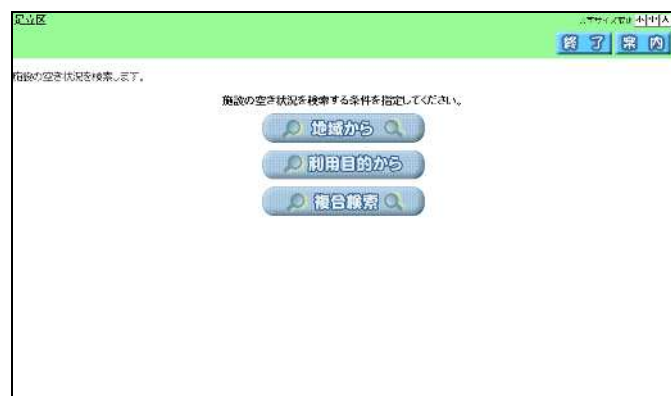 足立区
文字サイズ変更 小 中 大
終了 案内
施設の空き状況を検索します。
施設の空き状況を検索する条件を指定してください。
地域から
利用目的から
複合検索